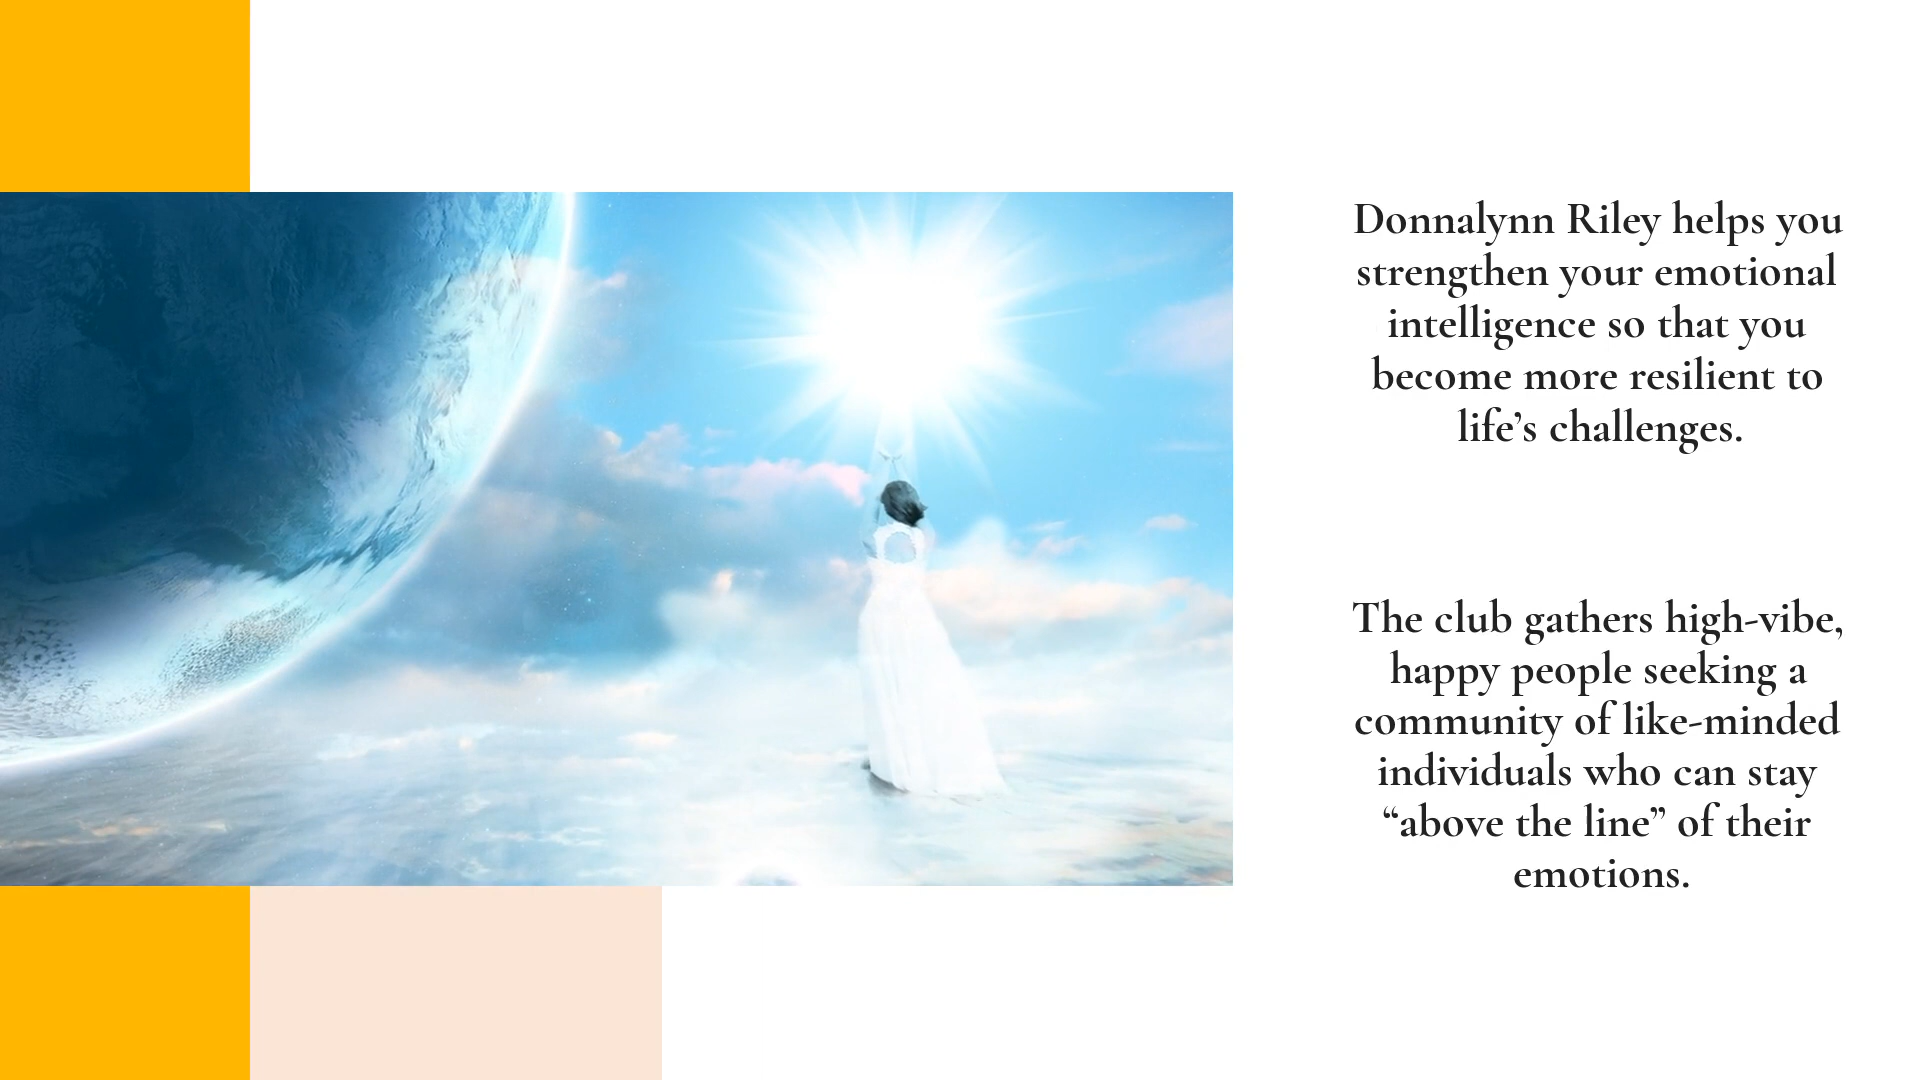 Donnalynn Riley helps you
strengthen your emotional
intelligence so that you
become more resilient to
life’s challenges.
The club gathers high-vibe,
happy people seeking a
community of like-minded
individuals who can stay
“above the line” of their
emotions.